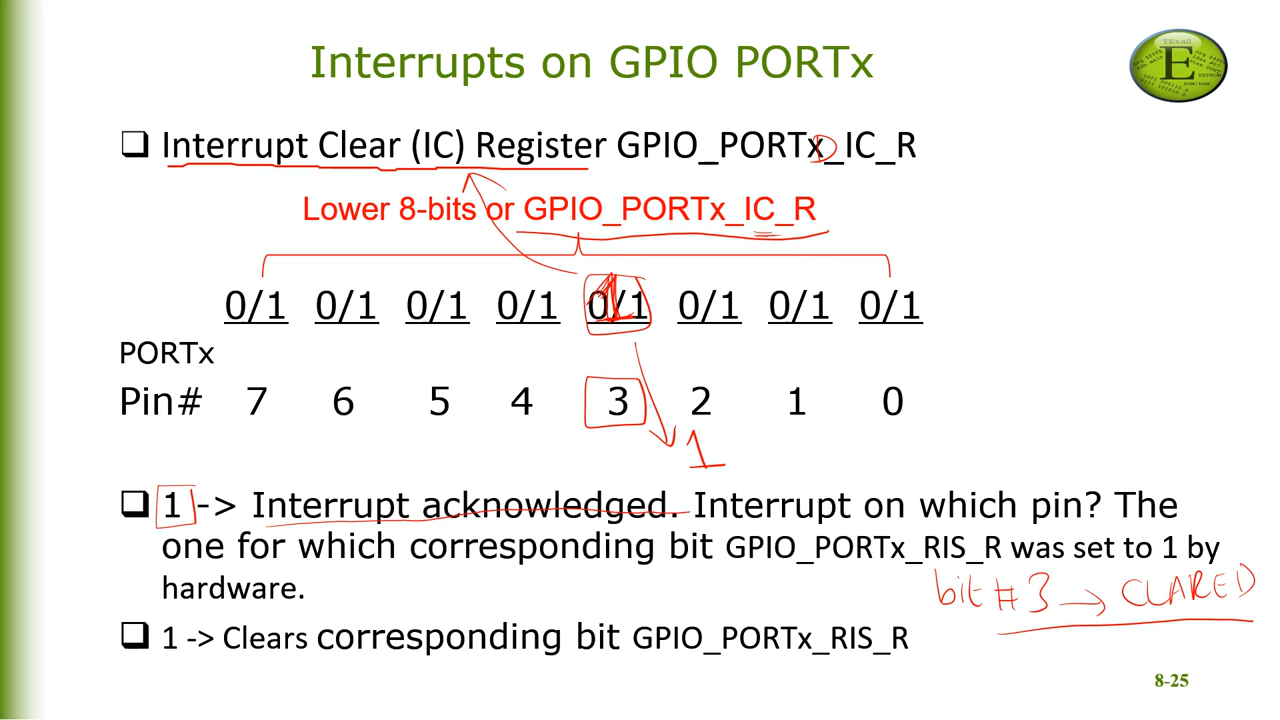 Interrupts on GPIO PORTx
TExaS
E
❑ Interrupt Clear (IC) Register GPIO_PORTx_IC_R
D
Lower 8-bits or GPIO_PORTx_IC_R
0/1 0/1 0/1 0/1 0/1 0/1 0/1 0/1
1
PORTx
Pin# 7 6 5 4 3 2 1 0
1
❑ 1 -> Interrupt acknowledged. Interrupt on which pin? The
one for which corresponding bit GPIO_PORTx_RIS_R was set to 1 by
hardware.
bit #3 → CLARED
❑ 1 -> Clears corresponding bit GPIO_PORTx_RIS_R
8-25